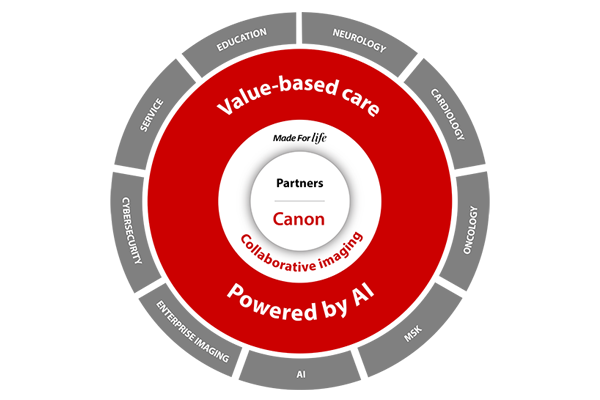 EDUCATION
NEUROLOGY
CARDIOLOGY
ONCOLOGY
MSK
AI
ENTERPRISE IMAGING
CYBERSECURITY
SERVICE
Value-based care
Made For life
Partners
Canon
Collaborative imaging
Powered by AI